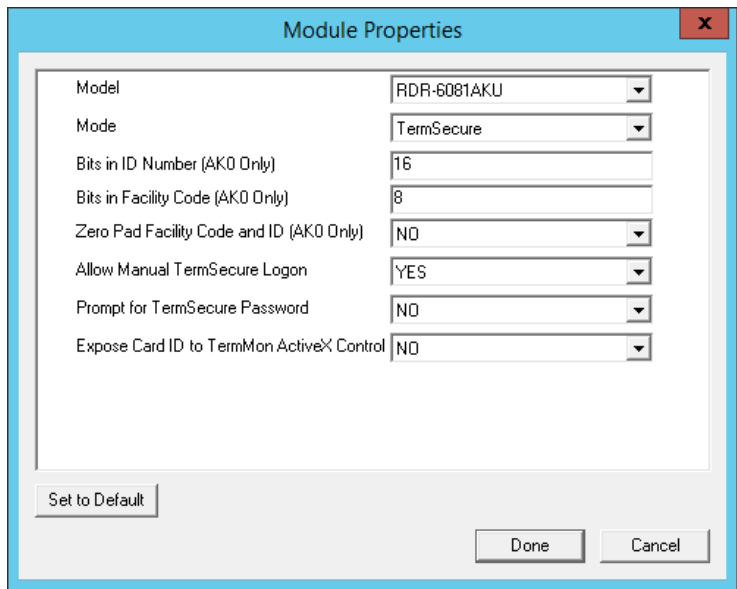 Module Properties
x
Model RDR-6081AKU
Mode TermSecure
Bits in ID Number (AK0 Only) 16
Bits in Facility Code (AK0 Only) 8
Zero Pad Facility Code and ID (AK0 Only) NO
Allow Manual TermSecure Logon YES
Prompt for TermSecure Password NO
Expose Card ID to TermMon ActiveX Control NO
Set to Default
Done Cancel